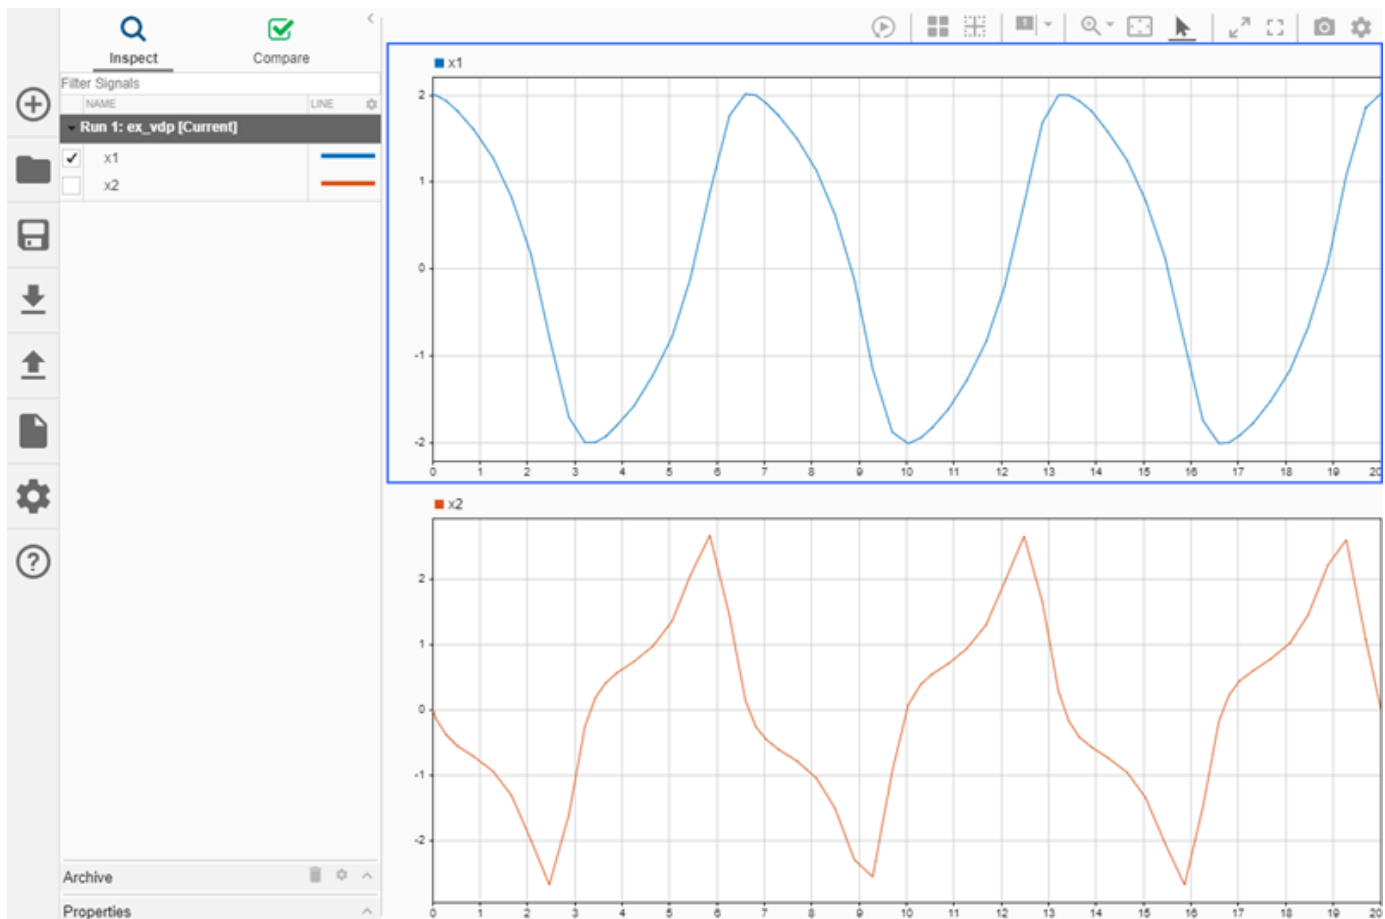 Inspect
Compare
Filter Signals
NAME
LINE
Run 1: ex_vdp [Current]
x1
x2
Archive
Properties
1
x1
2
1
0
-1
-2
0 1 2 3 4 5 6 7 8 9 10 11 12 13 14 15 16 17 18 19 20
x2
2
1
0
-1
-2
0 1 2 3 4 5 6 7 8 9 10 11 12 13 14 15 16 17 18 19 20